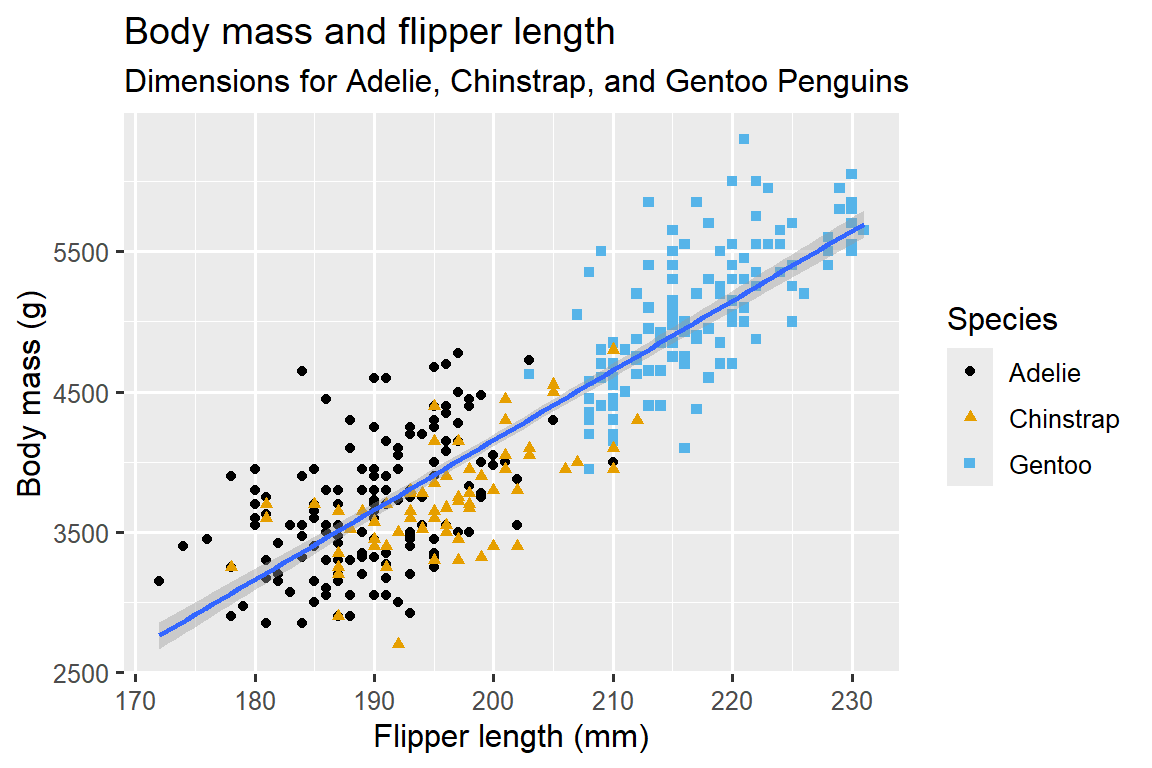 Body mass and flipper length
Dimensions for Adelie, Chinstrap, and Gentoo Penguins
Body mass (g)
5500
4500
3500
2500
170 180 190 200 210 220 230
Flipper length (mm)
Species
Adelie
Chinstrap
Gentoo